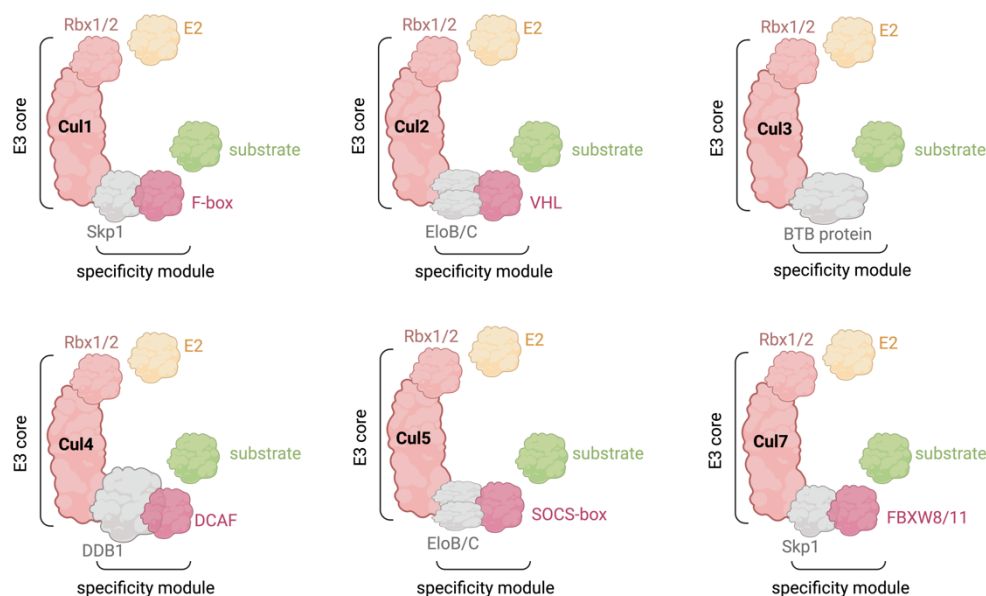 Rbx1/2
E2
E3 core
Cul1
substrate
F-box
Skp1
specificity module
Rbx1/2
E2
E3 core
Cul2
substrate
VHL
EloB/C
specificity module
Rbx1/2
E2
E3 core
Cul3
substrate
BTB protein
specificity module
Rbx1/2
E2
E3 core
Cul4
substrate
DCAF
DDB1
specificity module
Rbx1/2
E2
E3 core
Cul5
substrate
SOCS-box
EloB/C
specificity module
Rbx1/2
E2
E3 core
Cul7
substrate
FBXW8/11
Skp1
specificity module